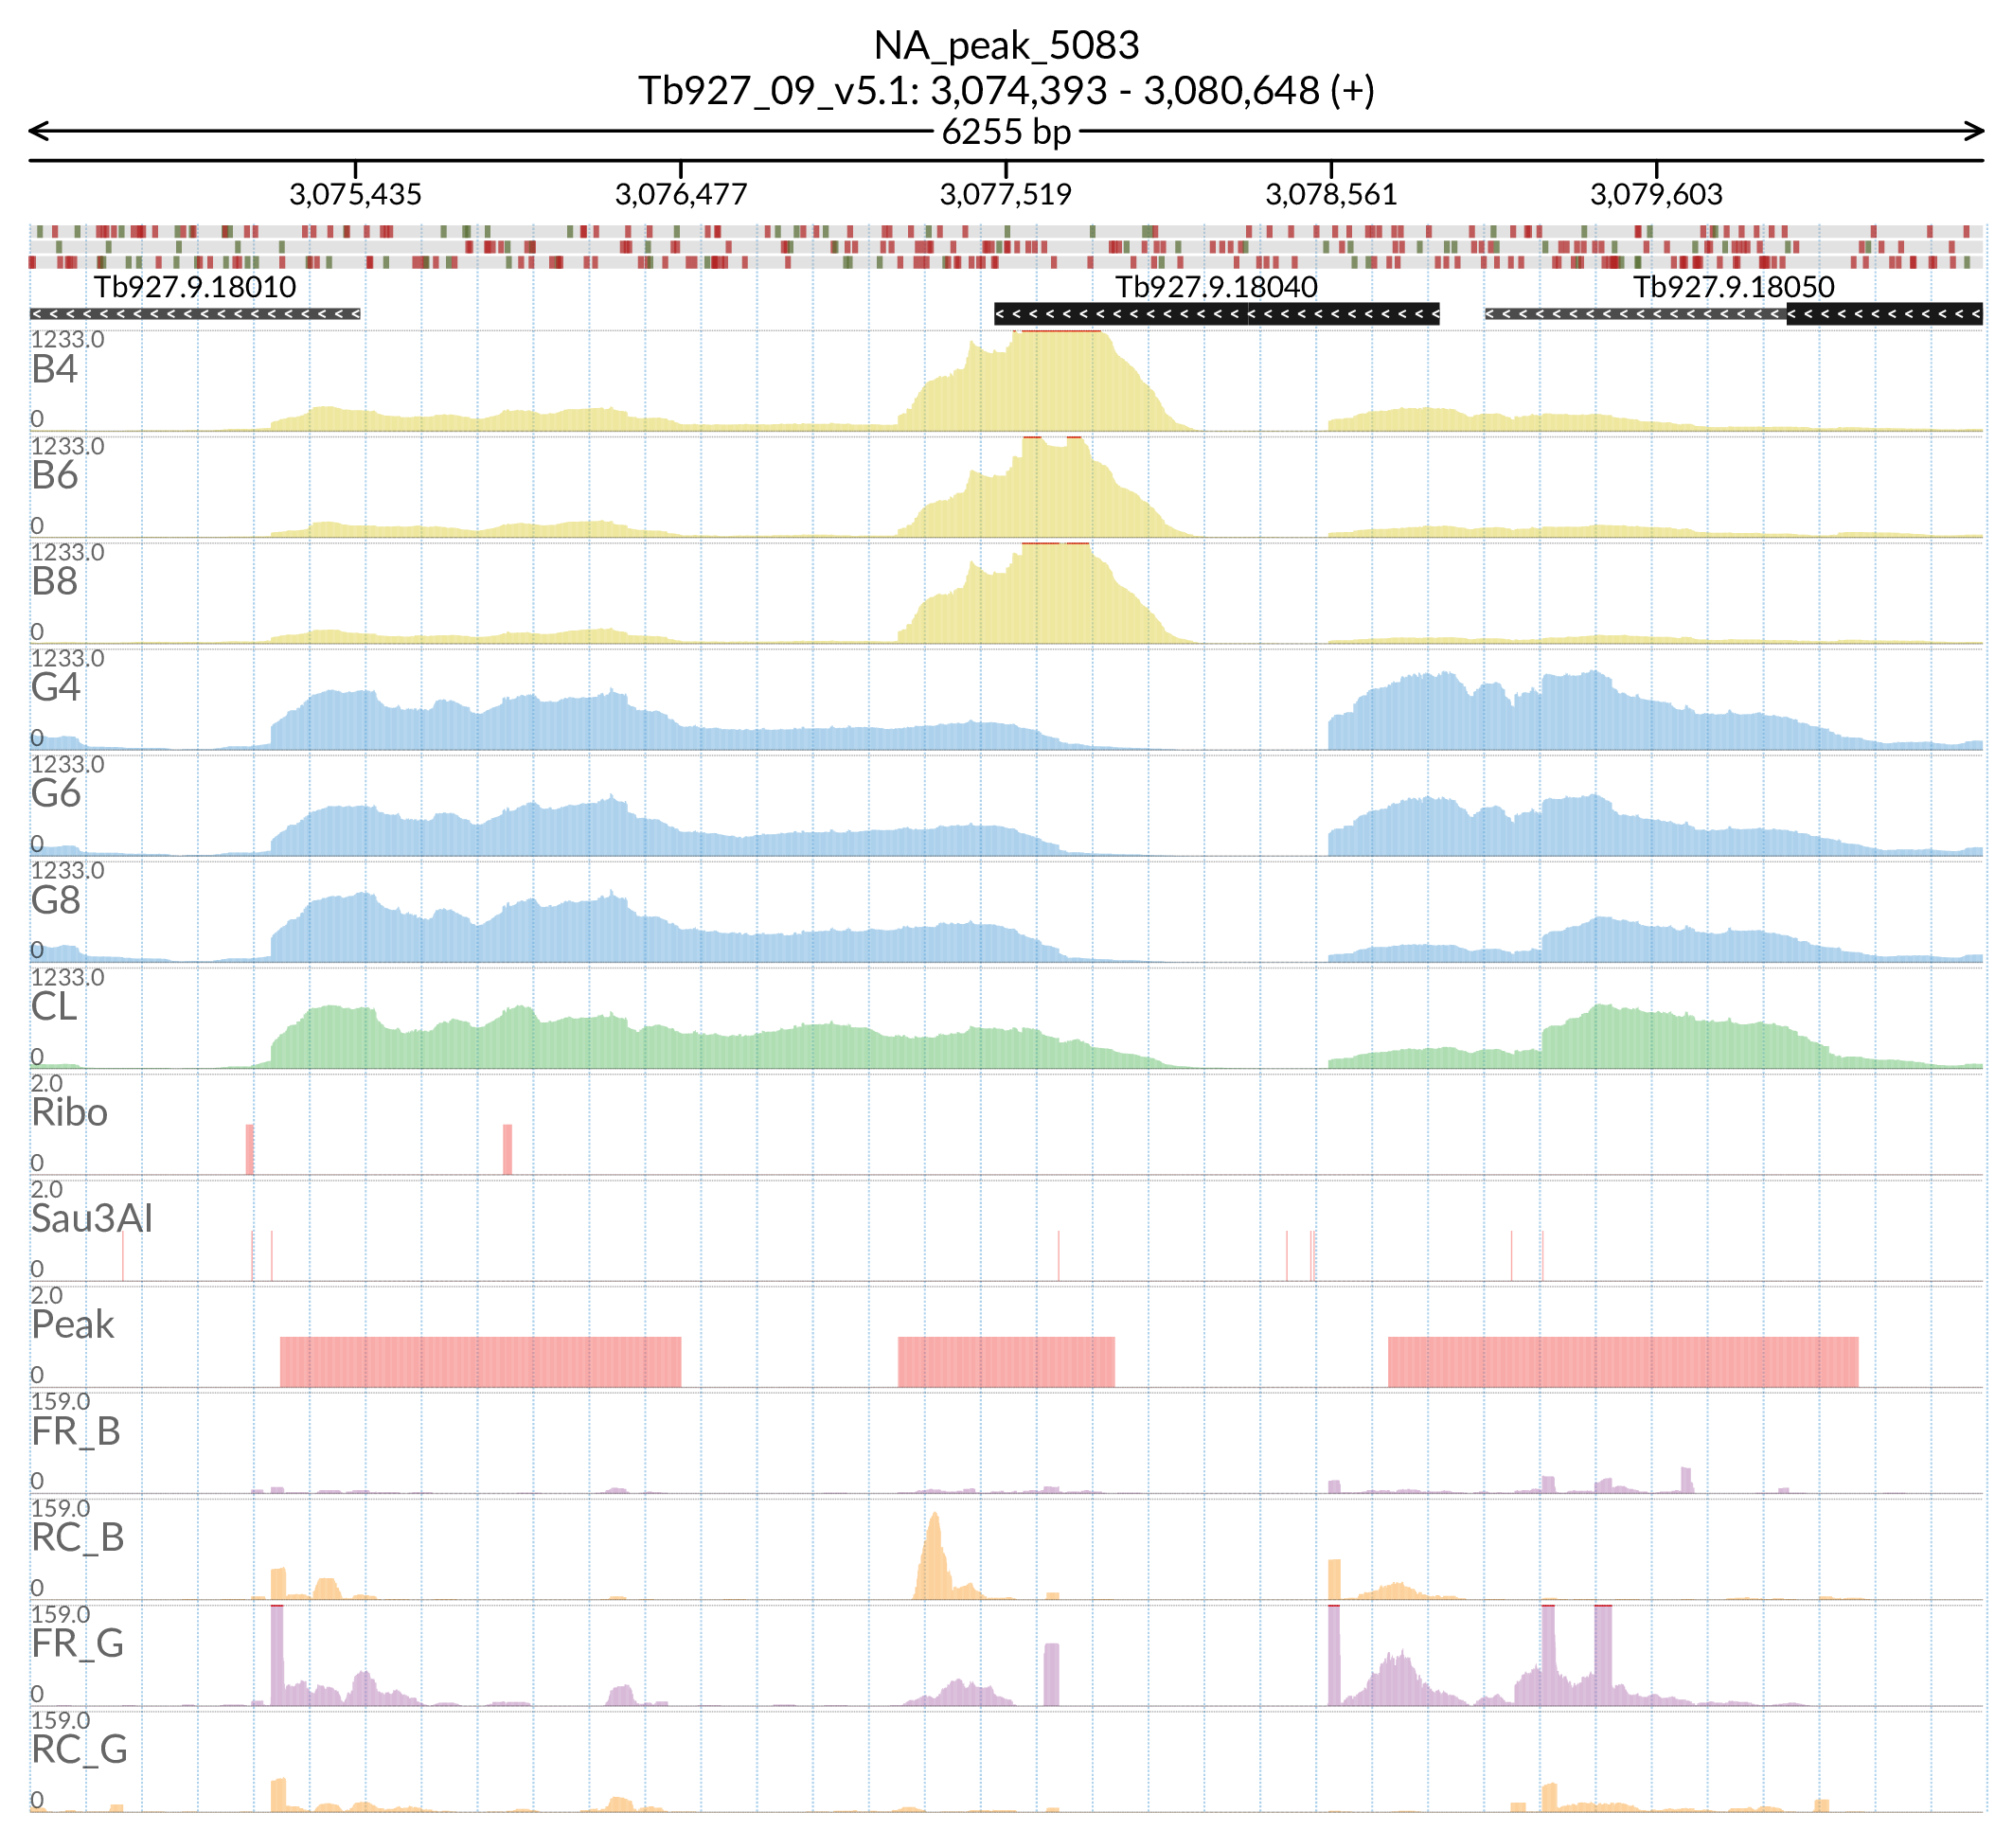 NA_peak_5083
Tb927_09_v5.1: 3,074,393 - 3,080,648 (+)
6255 bp
3,075,435 3,076,477 3,077,519 3,078,561 3,079,603
Tb927.9.18010 Tb927.9.18040 Tb927.9.18050
1233.0
B4
0
1233.0
B6
0
1233.0
B8
0
1233.0
G4
0
1233.0
G6
0
1233.0
G8
0
1233.0
CL
0
2.0
Ribo
0
2.0
Sau3AI
0
2.0
Peak
0
159.0
FR_B
0
159.0
RC_B
0
159.0
FR_G
0
159.0
RC_G
0